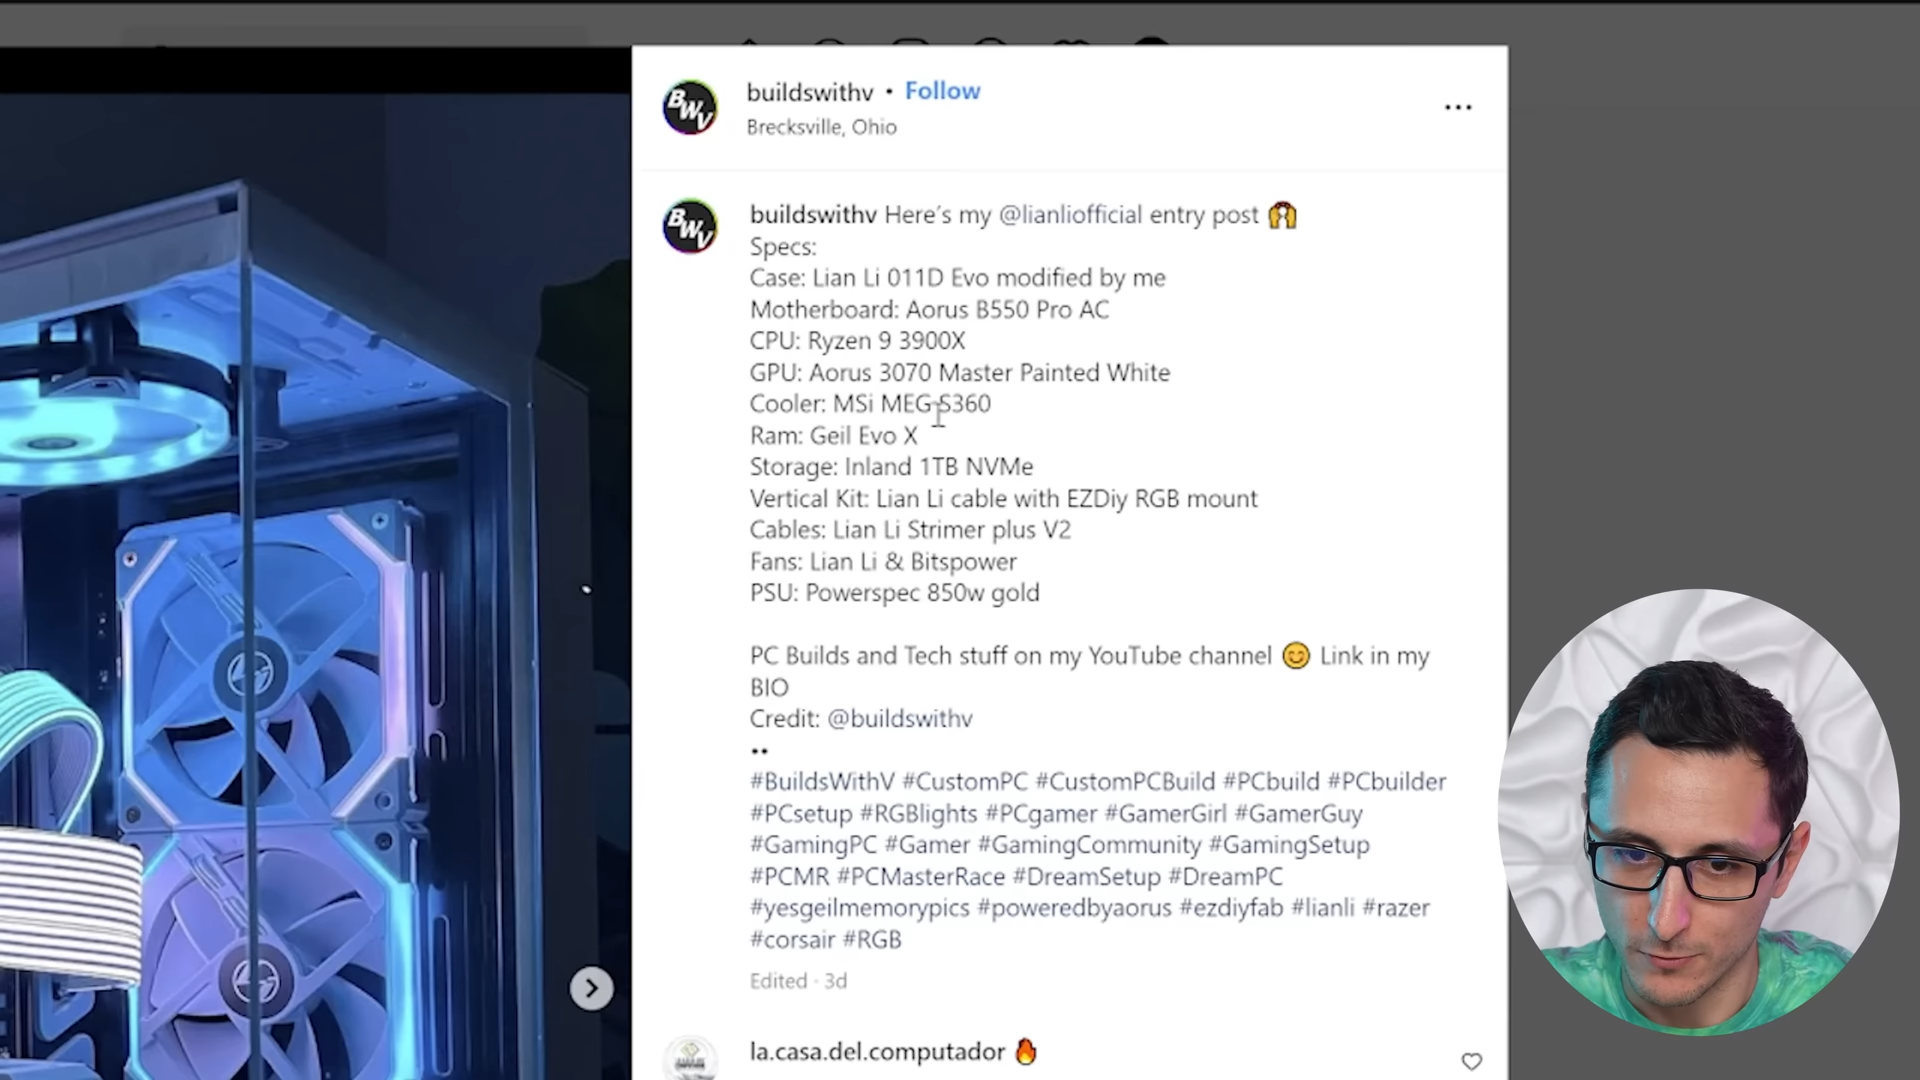 BWV
buildswithv • Follow
Brecksville, Ohio
BWV
buildswithv Here's my @lianliofficial entry post
Specs:
Case: Lian Li 011D Evo modified by me
Motherboard: Aorus B550 Pro AC
CPU: Ryzen 9 3900X
GPU: Aorus 3070 Master Painted White
Cooler: MSi MEG S360
Ram: Geil Evo X
Storage: Inland 1TB NVMe
Vertical Kit: Lian Li cable with EZDiy RGB mount
Cables: Lian Li Strimer plus V2
Fans: Lian Li & Bitspower
PSU: Powerspec 850w gold
PC Builds and Tech stuff on my YouTube channel 😊 Link in my
BIO
Credit: @buildswithv
••
#BuildsWithV #CustomPC #CustomPCBuild #PCbuild #PCbuilder
#PCsetup #RGBlights #PCgamer #GamerGirl #GamerGuy
#GamingPC #Gamer #GamingCommunity #GamingSetup
#PCMR #PCMasterRace #DreamSetup #DreamPC
#yesgeilmemorypics #poweredbyaorus #ezdiyfab #lianli #razer
#corsair #RGB
Edited · 3d
la.casa.del.computador 🔥